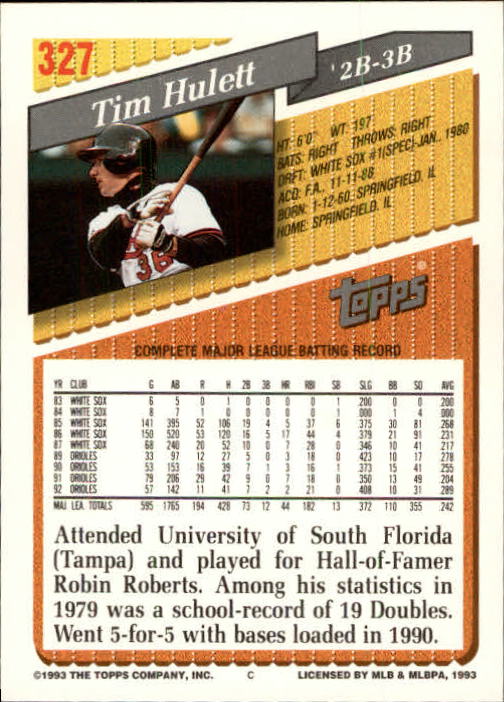 327
Tim Hulett
2B-3B
HT: 6'0" WT: 197
BATS: RIGHT THROWS: RIGHT
DRFT: WHITE SOX #1(SPEC)-JAN., 1980
ACQ: F.A., 11-11-88
BORN: 1-12-60, SPRINGFIELD, IL
HOME: SPRINGFIELD, IL
36
topps®
COMPLETE MAJOR LEAGUE BATTING RECORD
YR CLUB G AB R H 2B 3B HR RBI SB SLG BB SO AVG
83 WHITE SOX 6 5 0 1 0 0 0 0 1 .200 0 0 .200
84 WHITE SOX 8 7 1 0 0 0 0 0 1 .000 1 4 .000
85 WHITE SOX 141 395 52 106 19 4 5 37 6 .375 30 81 .268
86 WHITE SOX 150 520 53 120 16 5 17 44 4 .379 21 91 .231
87 WHITE SOX 68 240 20 52 10 0 7 28 0 .346 10 41 .217
89 ORIOLES 33 97 12 27 5 0 3 18 0 .423 10 17 .278
90 ORIOLES 53 153 16 39 7 1 3 16 1 .373 15 41 .255
91 ORIOLES 79 206 29 42 9 0 7 18 0 .350 13 49 .204
92 ORIOLES 57 142 11 41 7 2 2 21 0 .408 10 31 .289
MAJ. LEA. TOTALS 595 1765 194 428 73 12 44 182 13 .372 110 355 .242
Attended University of South Florida
(Tampa) and played for Hall-of-Famer
Robin Roberts. Among his statistics in
1979 was a school-record of 19 Doubles.
Went 5-for-5 with bases loaded in 1990.
©1993 THE TOPPS COMPANY, INC. C LICENSED BY MLB & MLBPA, 1993